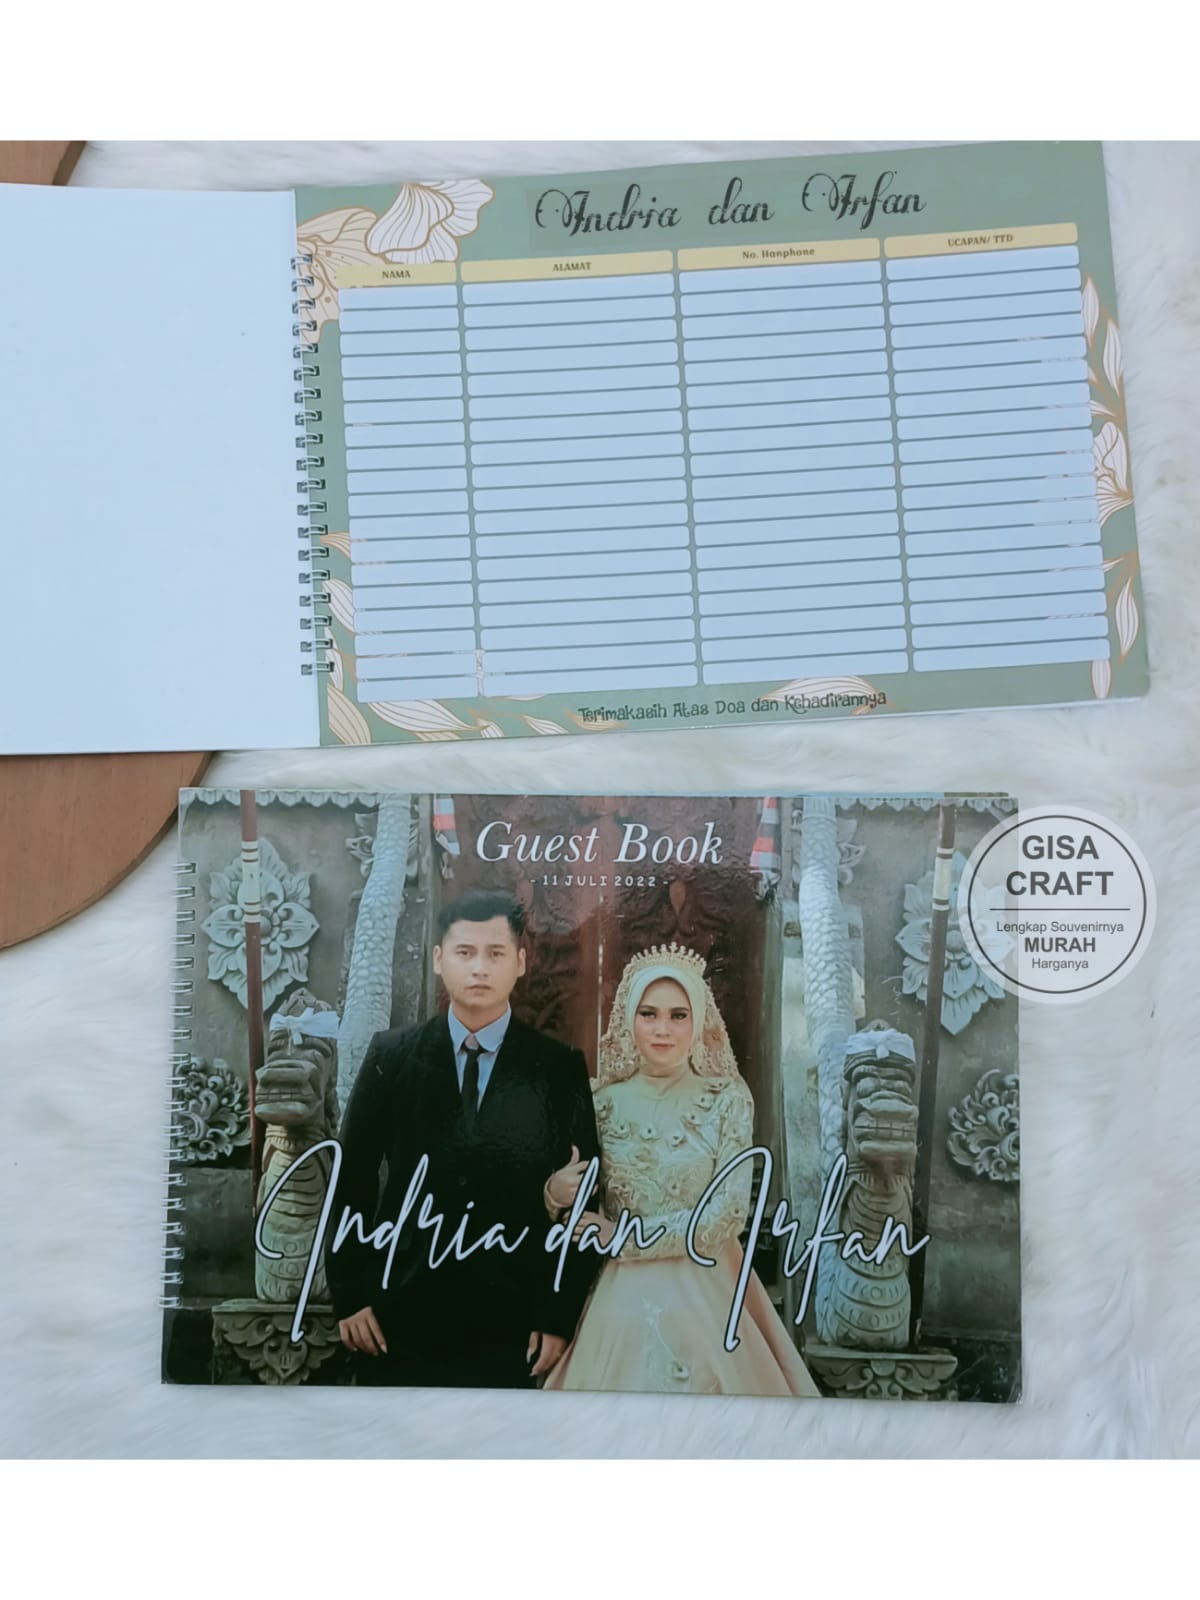 Indria dan Irfan
NAMA ALAMAT No. Hanphone UCAPAN/ TTD
Terimakasih Atas Doa dan Kehadirannya
Guest Book
- 11 JULI 2022 -
Indria dan Irfan
GISA
CRAFT
Lengkap Souvenirnya
MURAH
Harganya